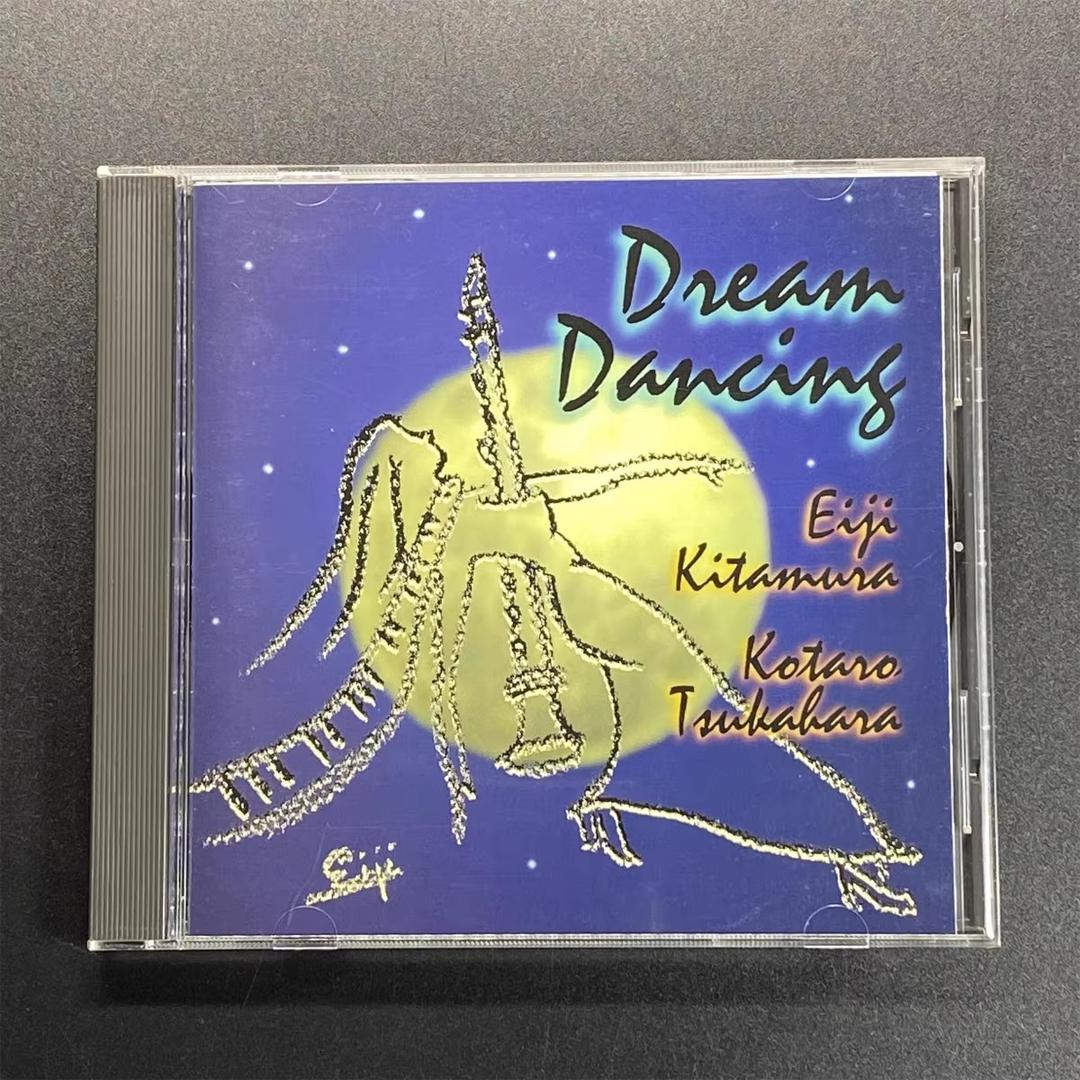 Dream
Dancing
Eiji
Kitamura
Kotaro
Tsukahara
Eiji